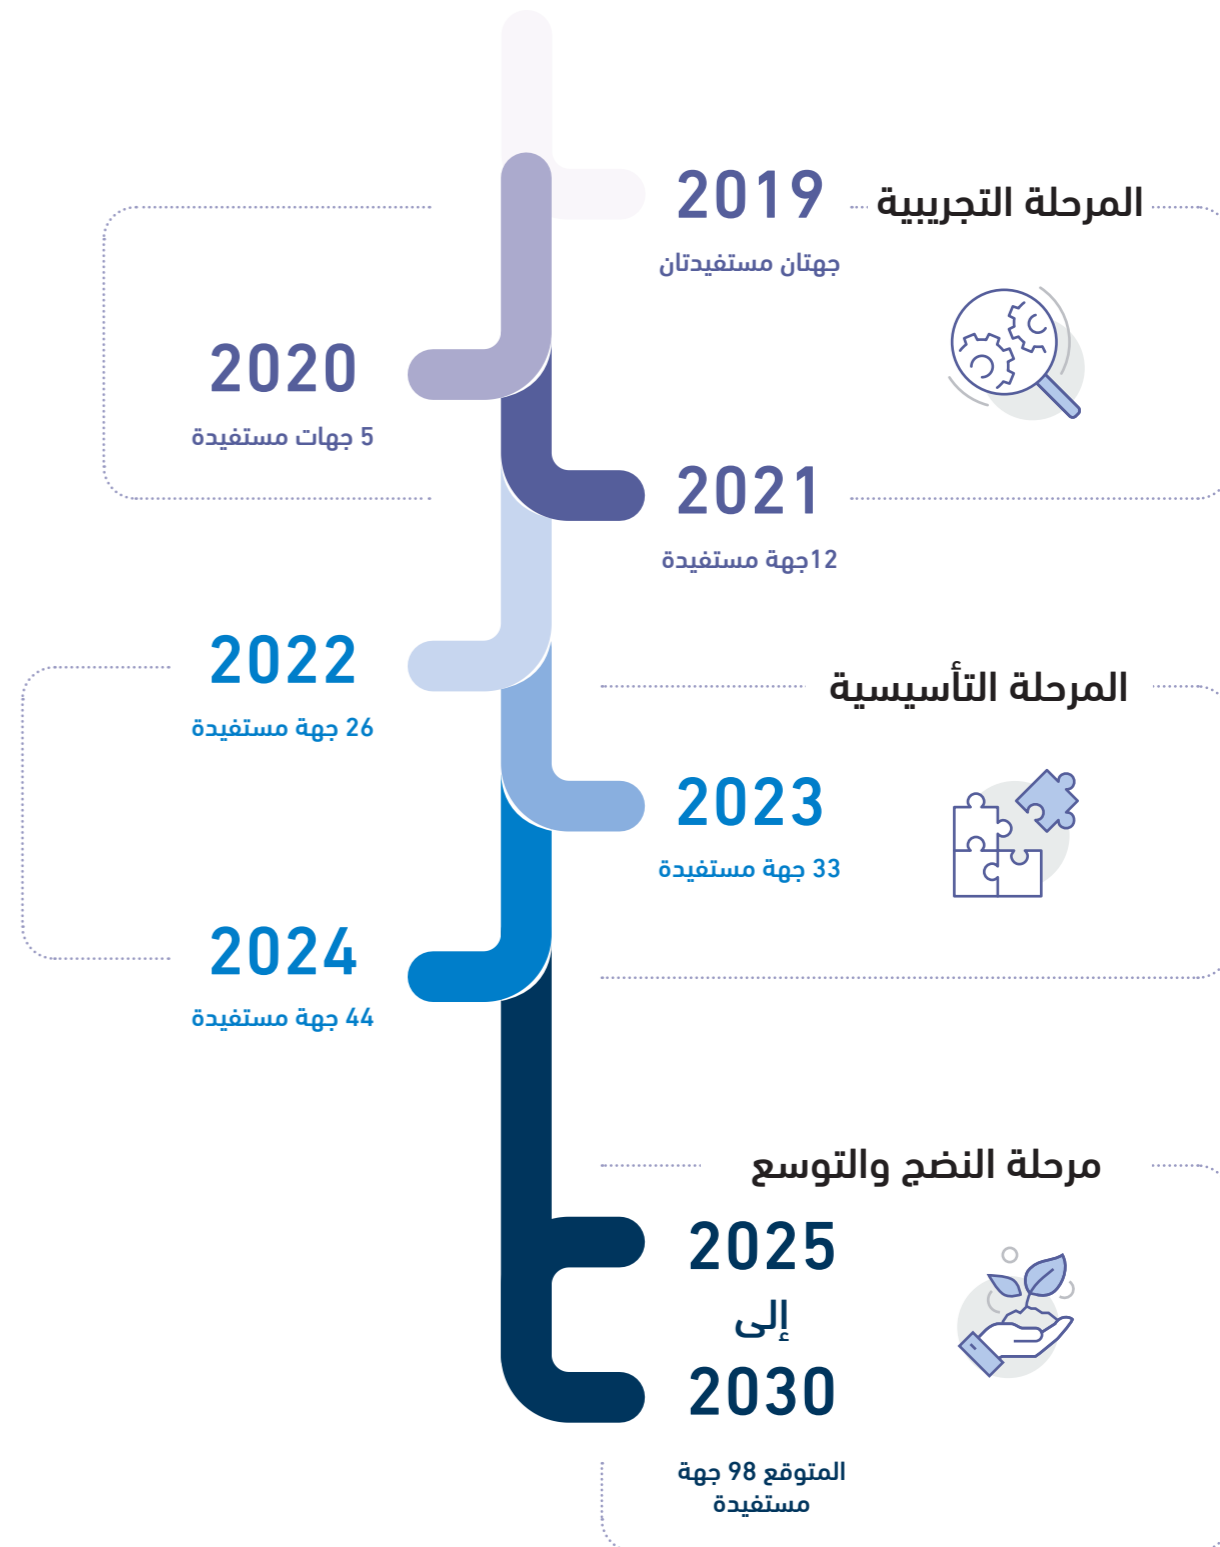 المرحلة التجريبية
2019
جهتان مستفيدتان
2020
5 جهات مستفيدة
2021
12جهة مستفيدة
المرحلة التأسيسية
2022
26 جهة مستفيدة
2023
33 جهة مستفيدة
2024
44 جهة مستفيدة
مرحلة النضج والتوسع
2025
إلى
2030
المتوقع 98 جهة
مستفيدة